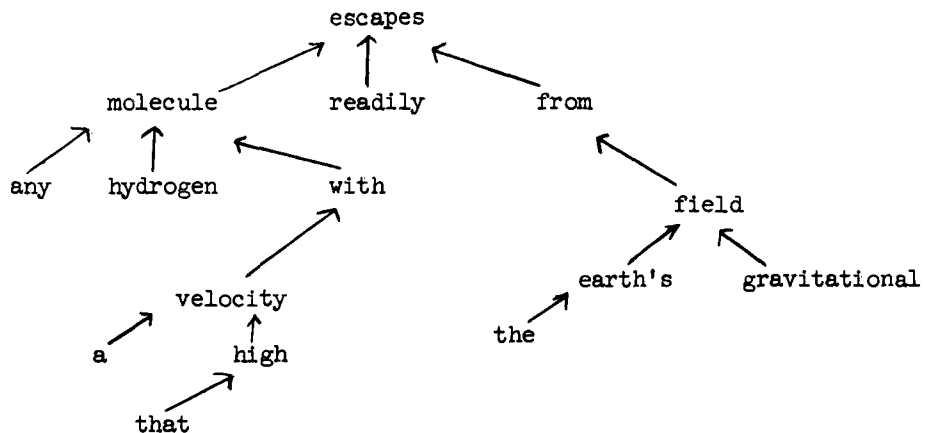 escapes
molecule readily from
any hydrogen with
field
earth's gravitational
velocity
the
a high
that